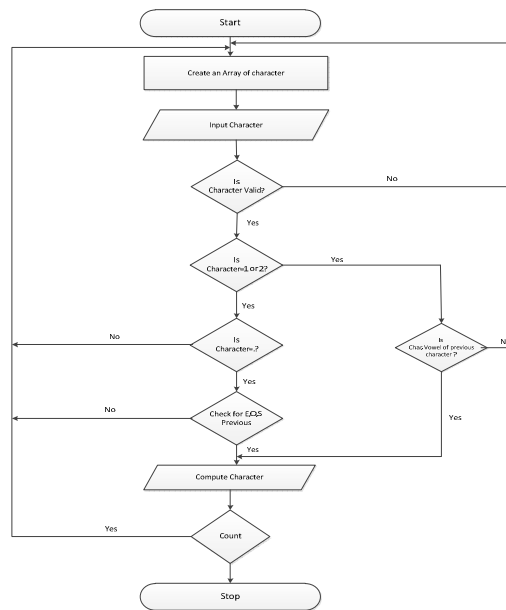 Start
Create an Array of character
Input Character
Is
Character Valid?
No
Yes
Is
Character=1 or 2?
Yes
Yes
Is
Character=.?
No
Is
Char=Vowel of previous
character ?
N
Yes
Check for E,O,S
Previous
No
Yes
Yes
Compute Character
Count
Yes
Stop